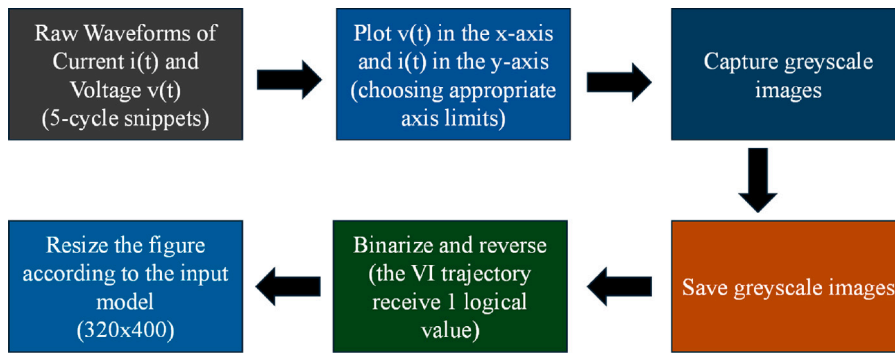 Raw Waveforms of
Current i(t) and
Voltage v(t)
(5-cycle snippets)
Plot v(t) in the x-axis
and i(t) in the y-axis
(choosing appropriate
axis limits)
Capture greyscale
images
Save greyscale images
Binarize and reverse
(the VI trajectory
receive 1 logical
value)
Resize the figure
according to the input
model
(320x400)